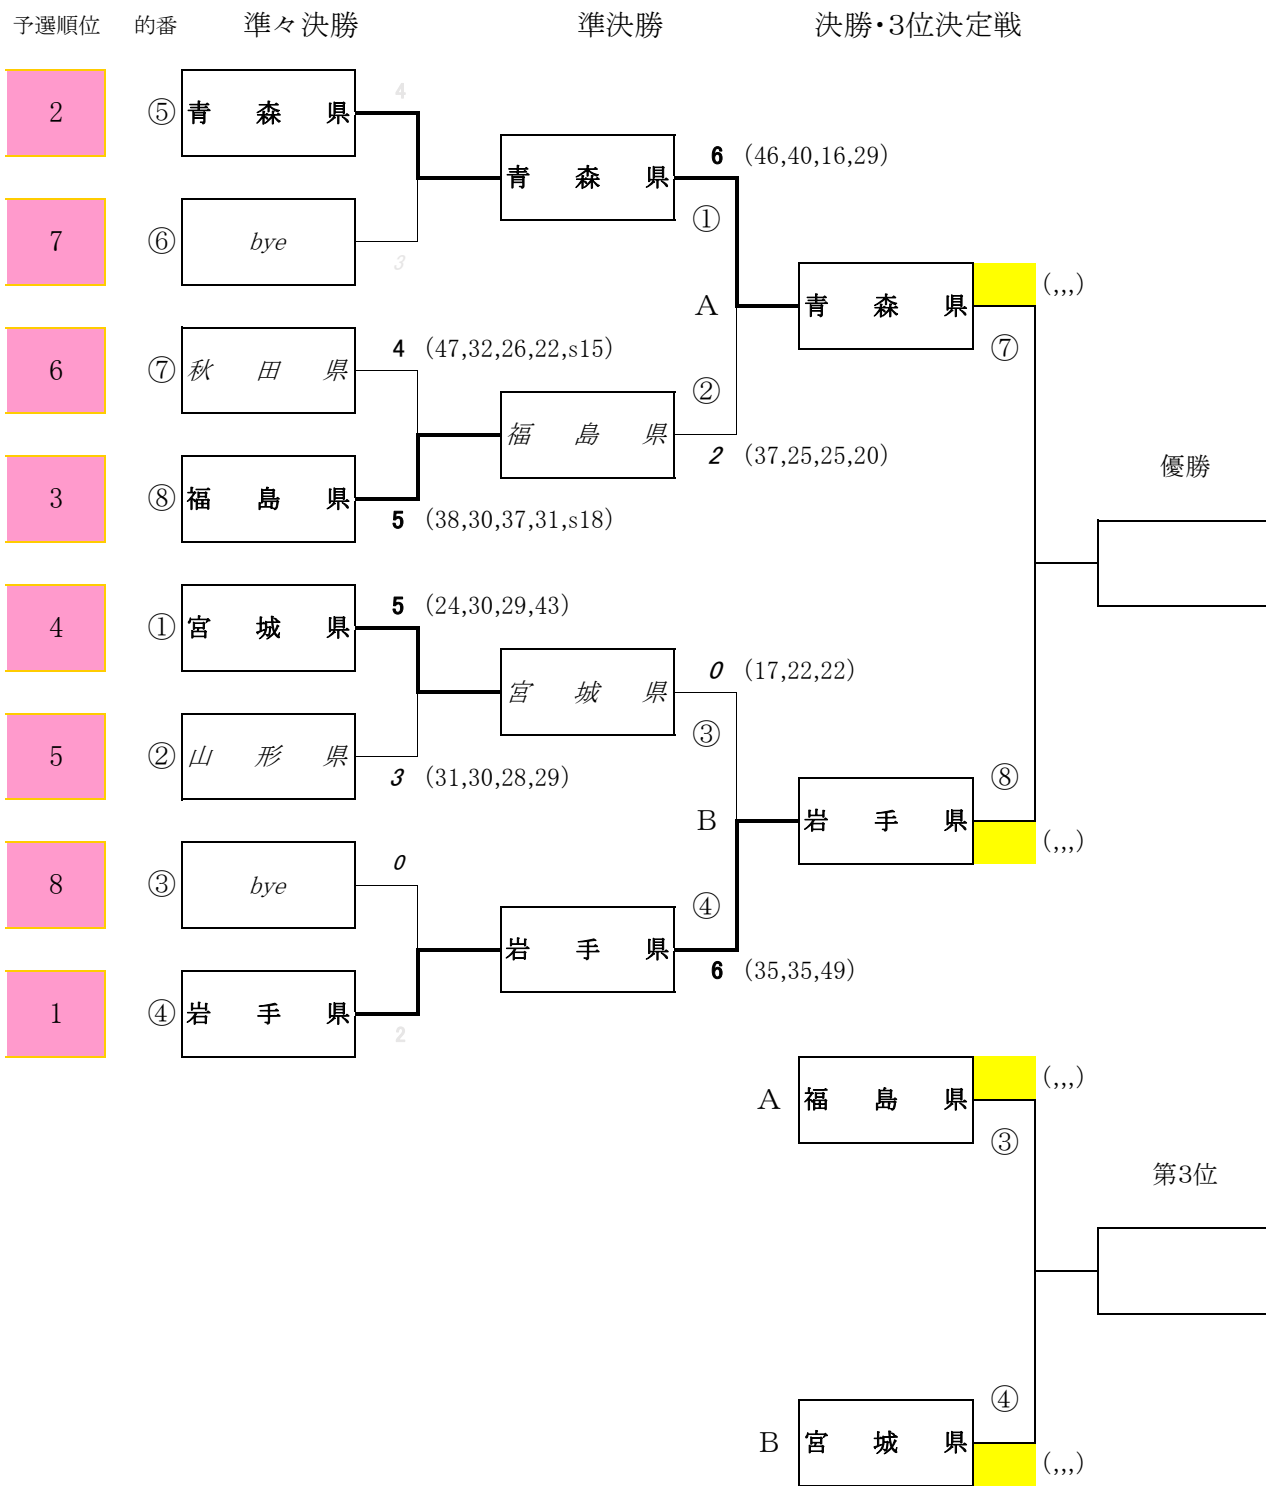 予選順位 的番 準々決勝 準決勝 決勝・3位決定戦
2 ⑤ 青森県 4
青森県 6 (46,40,16,29)
①
7 ⑥ bye 3
A 青森県 (,,,)
⑦
6 ⑦ 秋田県 4 (47,32,26,22,s15)
②
福島県 2 (37,25,25,20)
3 ⑧ 福島県 5 (38,30,37,31,s18)
優勝
4 ① 宮城県 5 (24,30,29,43)
宮城県 0 (17,22,22)
③
5 ② 山形県 3 (31,30,28,29)
⑧
B 岩手県 (,,,)
8 ③ bye 0
④
岩手県 6 (35,35,49)
1 ④ 岩手県 2
A 福島県 (,,,)
③
第3位
④
B 宮城県 (,,,)